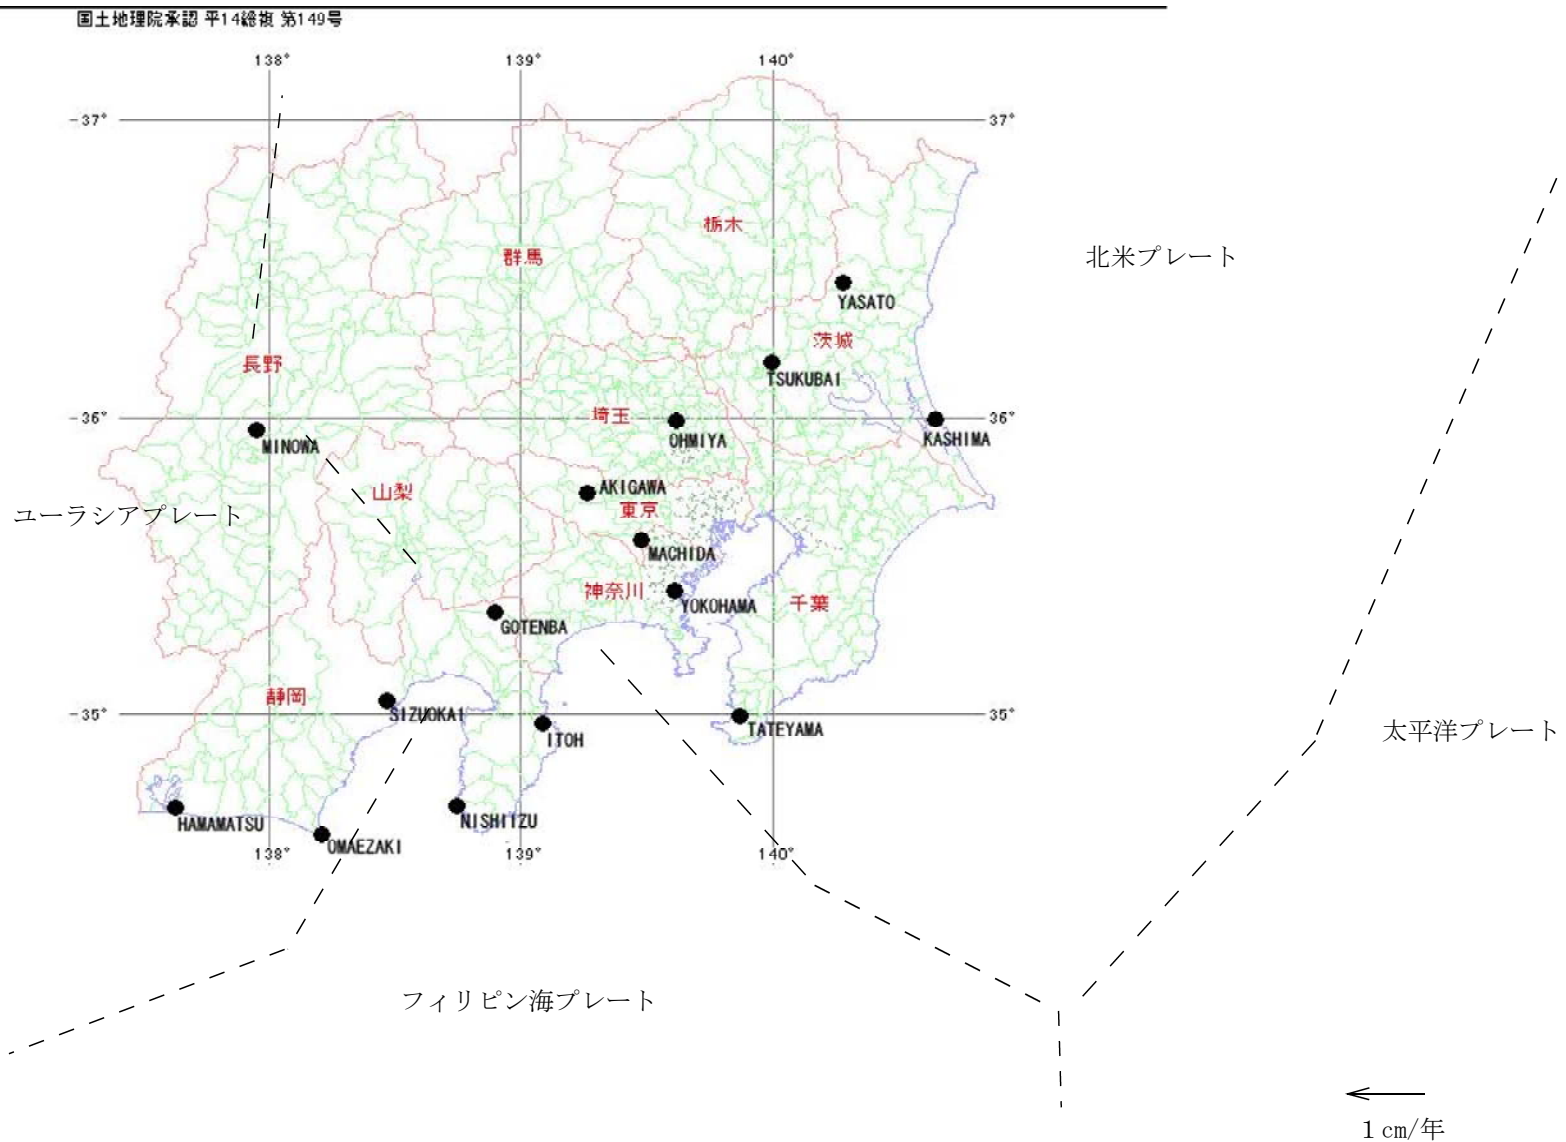 国土地理院承認 平14総複 第149号
138° 139° 140°
-37° 37°
栃木
群馬
北米プレート
YASATO
茨城
長野
TSUKUBA1
埼玉
-36° 36°
MINOWA
OHMIYA
KASHIMA
山梨
AKIGAWA
東京
ユーラシアプレート
MACHIDA
神奈川
YOKOHAMA
千葉
GOTENBA
静岡
-35° 35°
SIZUOKA1
ITOH
TATEYAMA
太平洋プレート
HAMAMATSU
NISHIIZU
OMAEZAKI
138° 139° 140°
フィリピン海プレート
1cm/年